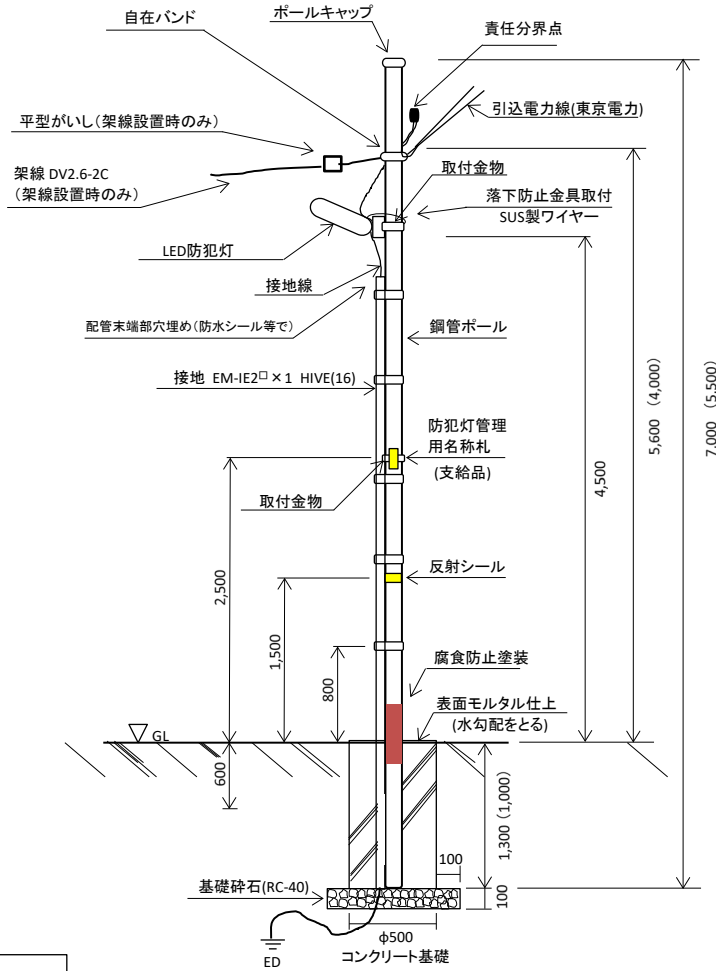 ポールキャップ
自在バンド
責任分界点
引込電力線(東京電力)
平型がいし(架線設置時のみ)
架線 DV2.6-2C
(架線設置時のみ)
取付金物
落下防止金具取付
SUS製ワイヤー
LED防犯灯
接地線
配管末端部穴埋め(防水シール等で)
鋼管ポール
接地 EM-IE2□×1 HIVE(16)
防犯灯管理
用名称札
(支給品)
取付金物
反射シール
腐食防止塗装
表面モルタル仕上
(水勾配をとる)
GL
2,500
1,500
800
600
4,500
5,600 (4,000)
7,000 (5,500)
1,300 (1,000)
100
100
基礎砕石(RC-40)
φ500
コンクリート基礎
ED